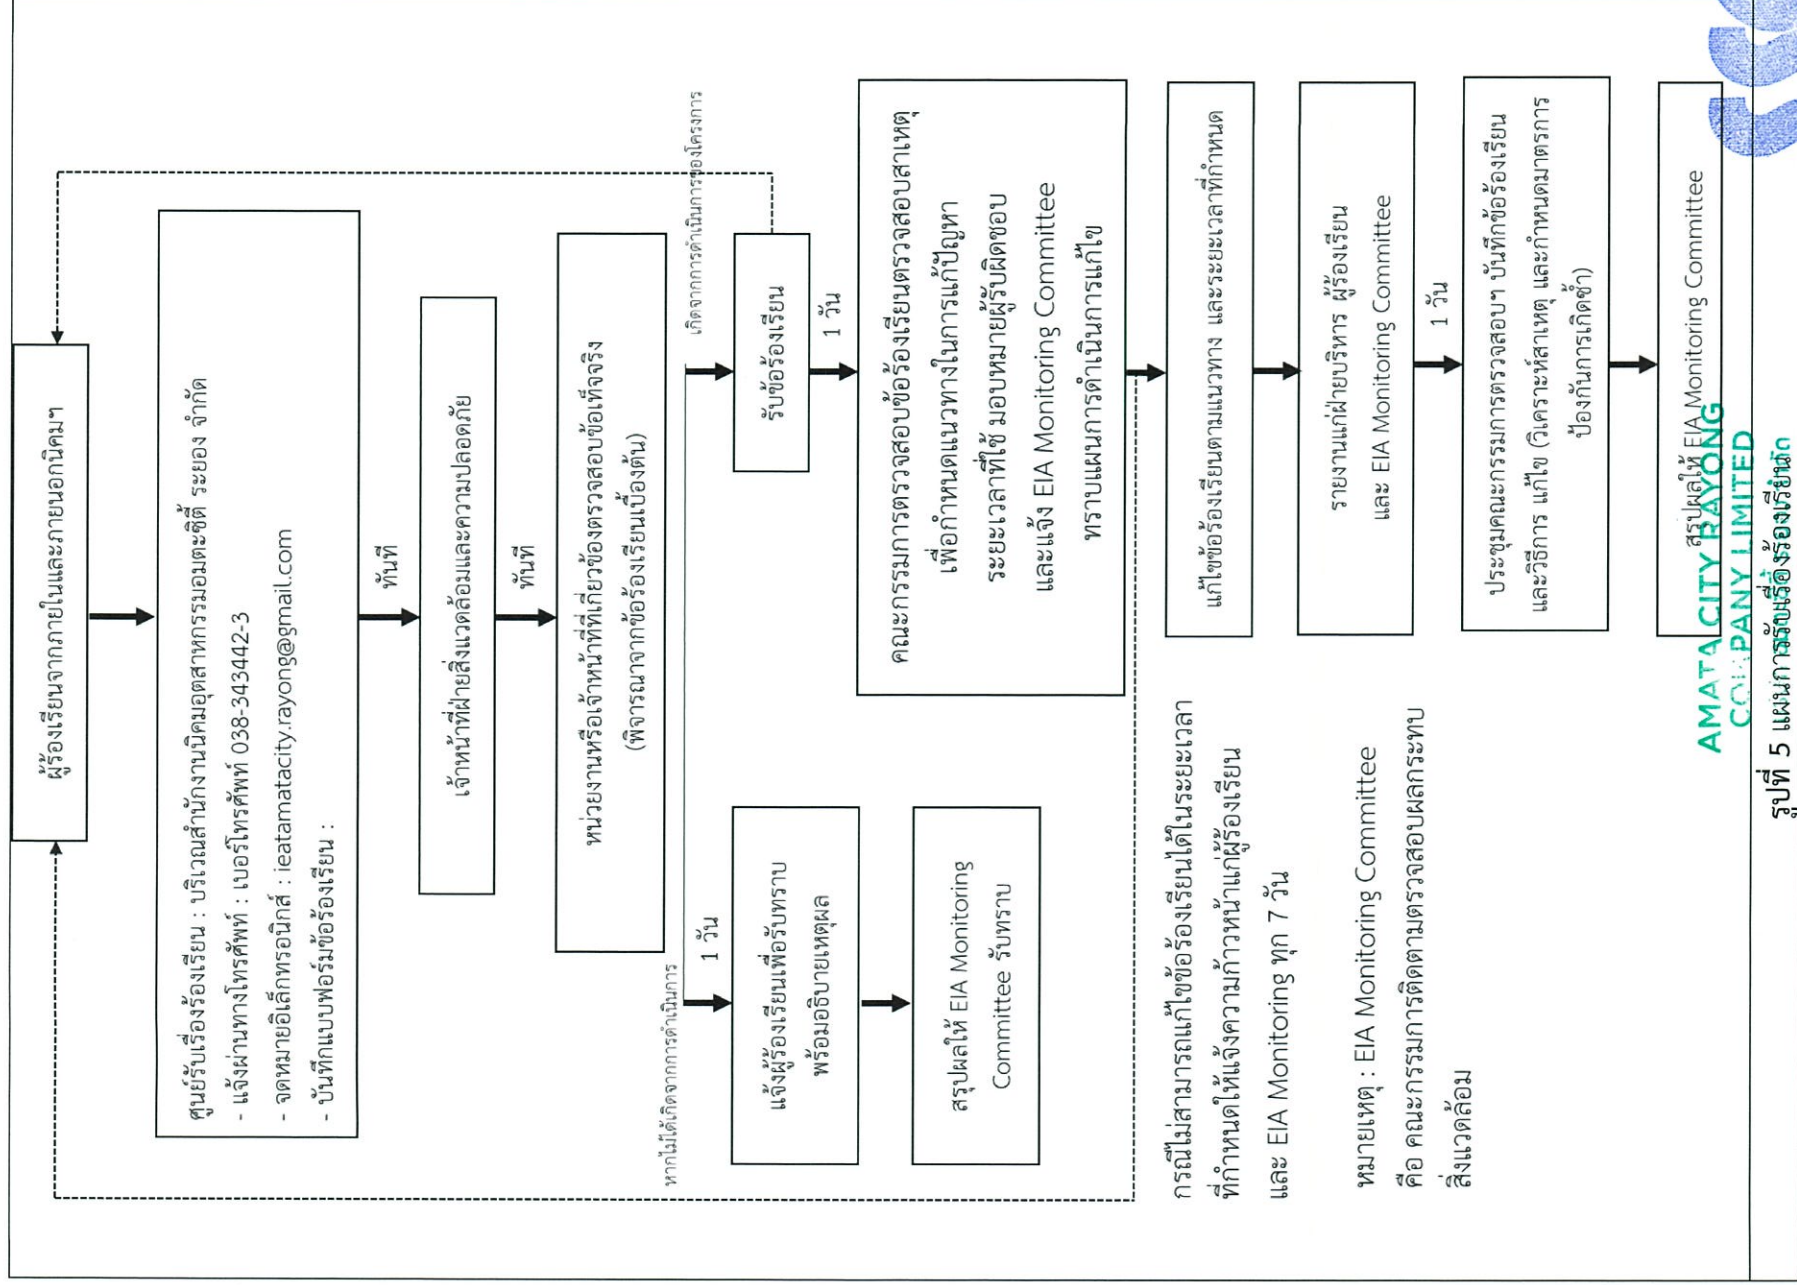 ผู้ร้องเรียนจากภายในและภายนอกนิคมฯ
ศูนย์รับเรื่องร้องเรียน : บริเวณสำนักงานนิคมอุตสาหกรรมอมตะซิตี้ ระยอง จำกัด
- แจ้งผ่านทางโทรศัพท์ : เบอร์โทรศัพท์ 038-343442-3
- จดหมายอิเล็กทรอนิกส์ : ieatamatacity.rayong@gmail.com
- บันทึกแบบฟอร์มข้อร้องเรียน :
ทันที
เจ้าหน้าที่ฝ่ายสิ่งแวดล้อมและความปลอดภัย
ทันที
หน่วยงานหรือเจ้าหน้าที่ที่เกี่ยวข้องตรวจสอบข้อเท็จจริง
(พิจารณาจากข้อร้องเรียนเบื้องต้น)
หากไม่ได้เกิดจากการดำเนินการ
1 วัน
แจ้งผู้ร้องเรียนเพื่อรับทราบ
พร้อมอธิบายเหตุผล
สรุปผลให้ EIA Monitoring
Committee รับทราบ
เกิดจากการดำเนินการของโครงการ
รับข้อร้องเรียน
1 วัน
คณะกรรมการตรวจสอบข้อร้องเรียนตรวจสอบสาเหตุ
เพื่อกำหนดแนวทางในการแก้ปัญหา
ระยะเวลาที่ใช้ มอบหมายผู้รับผิดชอบ
และแจ้ง EIA Monitoring Committee
ทราบแผนการดำเนินการแก้ไข
แก้ไขข้อร้องเรียนตามแนวทาง และระยะเวลาที่กำหนด
รายงานแก่ฝ่ายบริหาร ผู้ร้องเรียน
และ EIA Monitoring Committee
1 วัน
ประชุมคณะกรรมการตรวจสอบฯ บันทึกข้อร้องเรียน
และวิธีการ แก้ไข (วิเคราะห์สาเหตุ และกำหนดมาตรการ
ป้องกันการเกิดซ้ำ)
สรุปผลให้ EIA Monitoring Committee
กรณีไม่สามารถแก้ไขข้อร้องเรียนได้ในระยะเวลา
ที่กำหนดให้แจ้งความก้าวหน้าแก่ผู้ร้องเรียน
และ EIA Monitoring ทุก 7 วัน
หมายเหตุ : EIA Monitoring Committee
คือ คณะกรรมการติดตามตรวจสอบผลกระทบ
สิ่งแวดล้อม
AMATA CITY RAYONG
COMPANY LIMITED
รูปที่ 5 แผนการรับเรื่องร้องเรียน